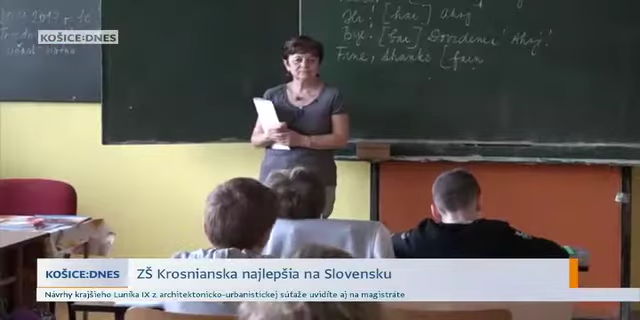 KOŠICE:DNES
Hi! [hai] Ahoj
Bye! [bai] Dovidenia! Ahoj!
Fine, thanks [fain
KOŠICE:DNES
ZŠ Krosnianska najlepšia na Slovensku
Návrhy krajšieho Luníka IX z architektonicko-urbanistickej súťaže uvidíte aj na magistráte